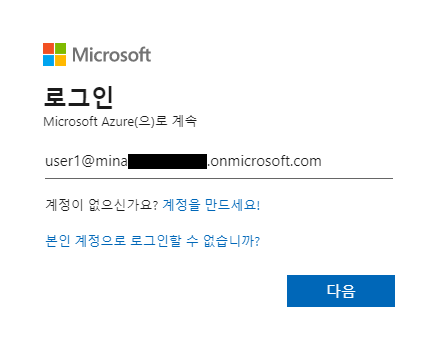 Microsoft
로그인
Microsoft Azure(으)로 계속
user1@mina .onmicrosoft.com
계정이 없으신가요? 계정을 만드세요!
본인 계정으로 로그인할 수 없습니까?
다음